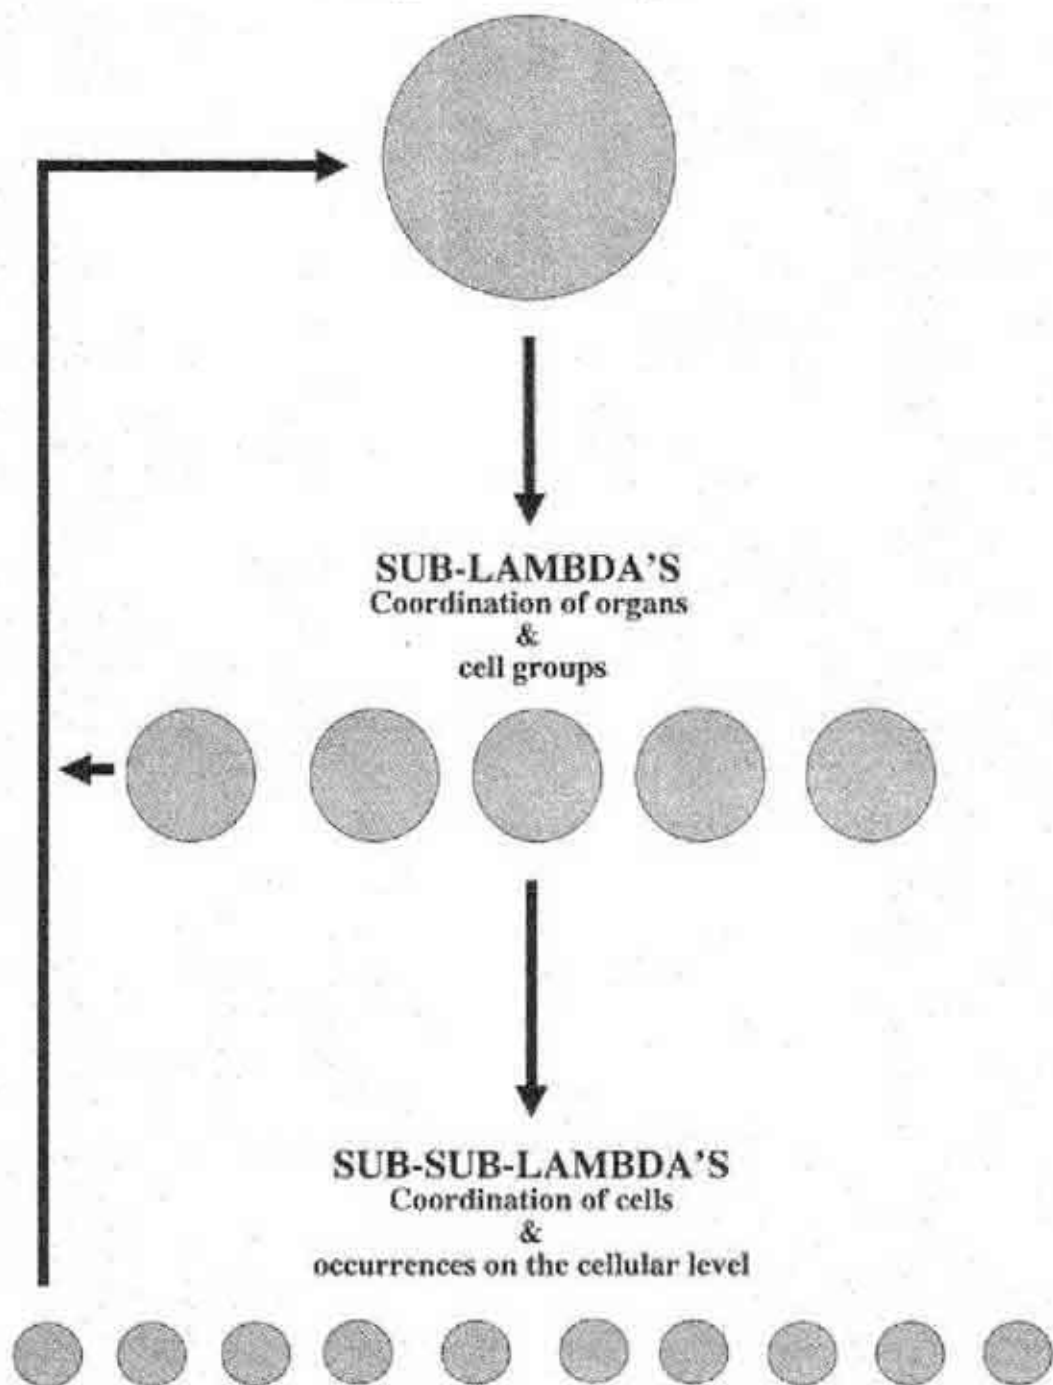 SUB-LAMBDA'S
Coordination of organs
&
cell groups
SUB-SUB-LAMBDA'S
Coordination of cells
&
occurrences on the cellular level